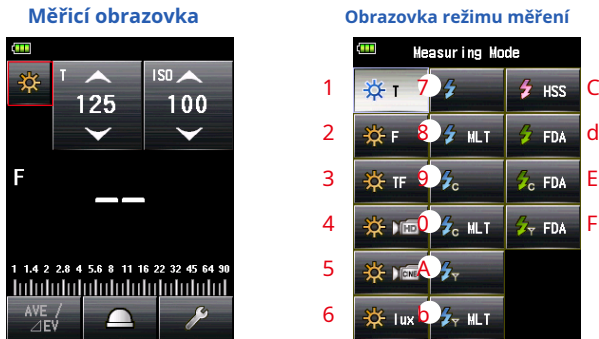 Měřicí obrazovka
T ISO
125 100
F
1 1.4 2 2.8 4 5.6 8 11 16 22 32 45 64 90
AVE /
⊿EV
Obrazovka režimu měření
Measuring Mode
1 T 7 HSS C
2 F 8 MLT FDA d
3 TF 9 C C FDA E
4 HD 0 C MLT Y FDA F
5 CINE A Y
6 lux b Y MLT